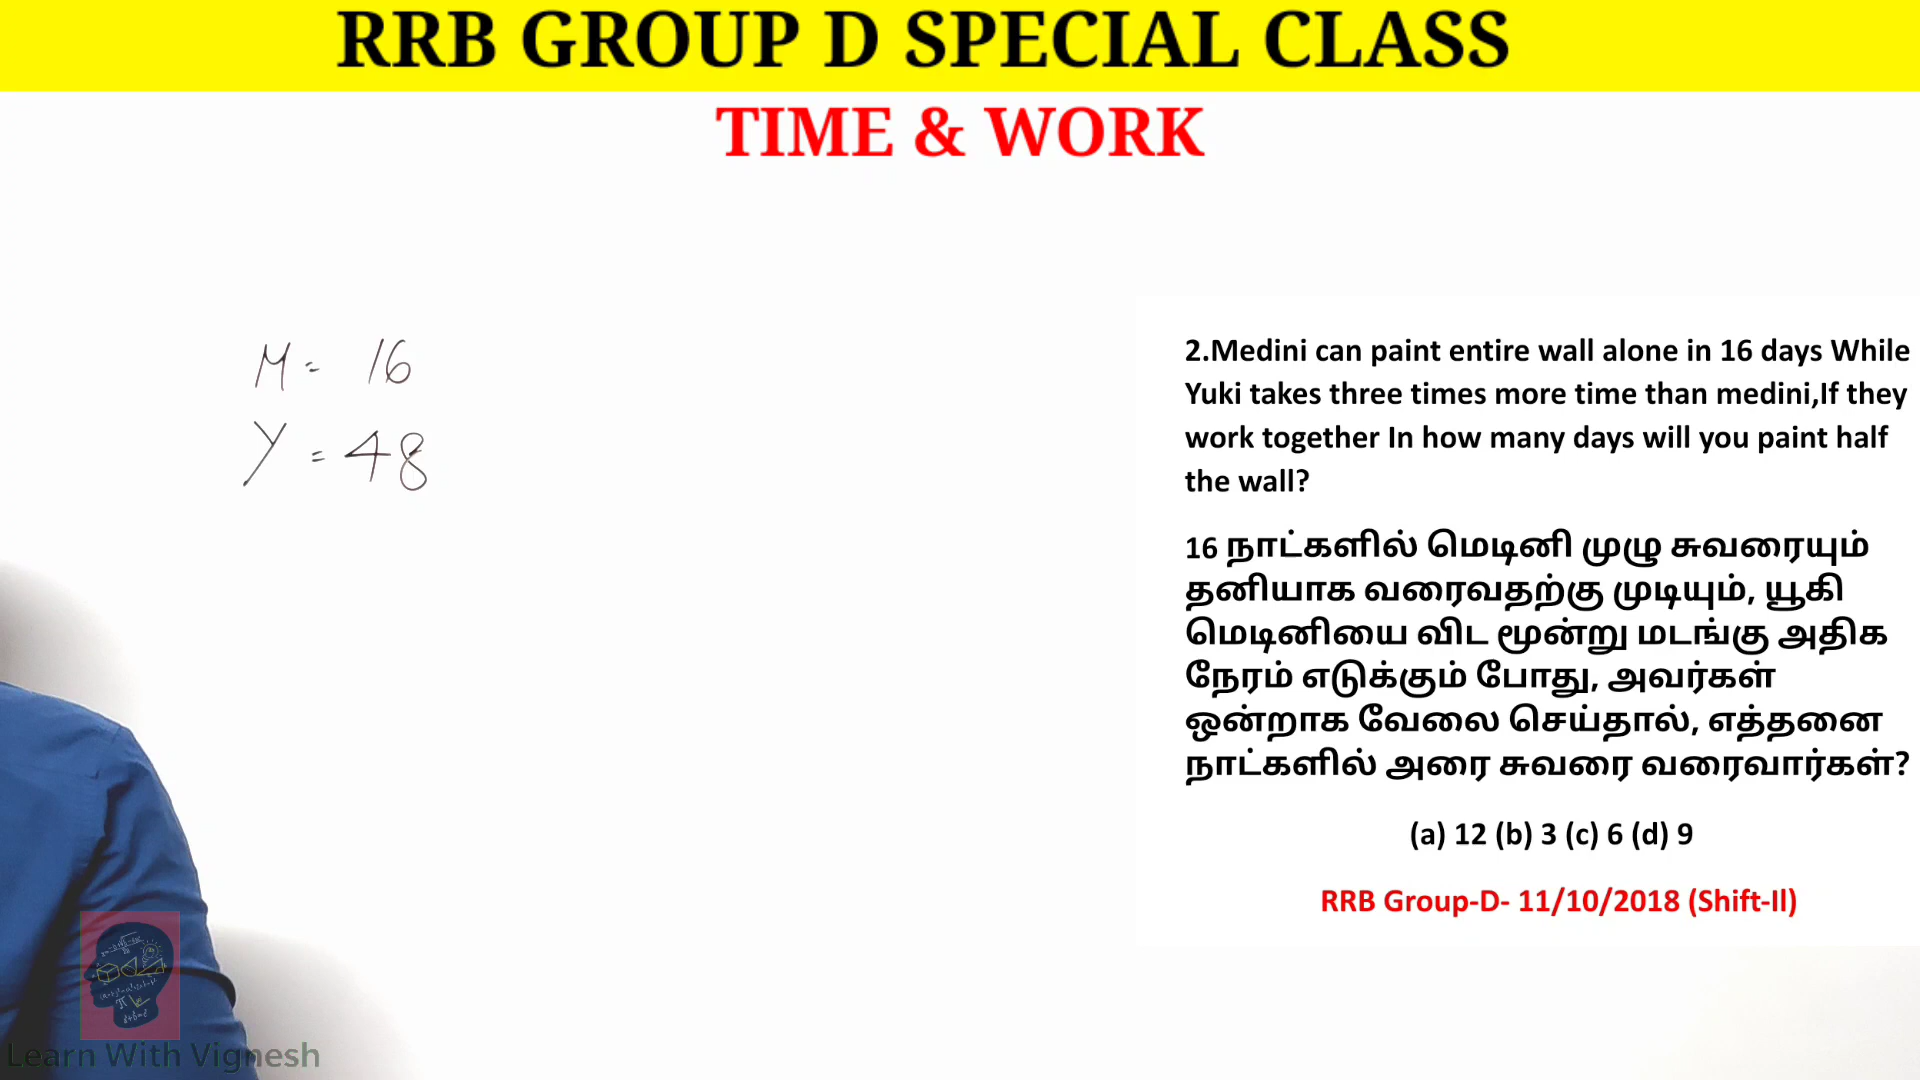 RRB GROUP D SPECIAL CLASS
TIME & WORK
M = 16
Y = 48
2.Medini can paint entire wall alone in 16 days While
Yuki takes three times more time than medini,If they
work together In how many days will you paint half
the wall?
16 நாட்களில் மெடினி முழு சுவரையும்
தனியாக வரைவதற்கு முடியும், யூகி
மெடினியை விட மூன்று மடங்கு அதிக
நேரம் எடுக்கும் போது, அவர்கள்
ஒன்றாக வேலை செய்தால், எத்தனை
நாட்களில் அரை சுவரை வரைவார்கள்?
(a) 12 (b) 3 (c) 6 (d) 9
RRB Group-D- 11/10/2018 (Shift-Il)
Learn With Vignesh